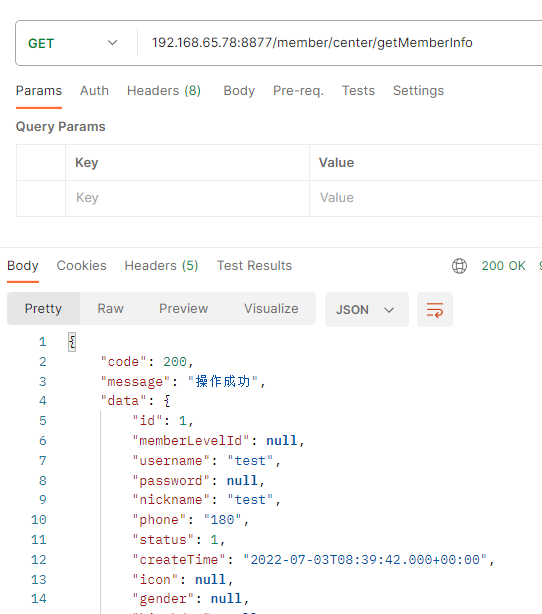 GET 192.168.65.78:8877/member/center/getMemberInfo
Params Auth Headers (8) Body Pre-req. Tests Settings
Query Params
Key Value
Key Value
Body Cookies Headers (5) Test Results 200 OK
Pretty Raw Preview Visualize JSON
1 {
2 "code": 200,
3 "message": "操作成功",
4 "data": {
5 "id": 1,
6 "memberLevelId": null,
7 "username": "test",
8 "password": null,
9 "nickname": "test",
10 "phone": "180",
11 "status": 1,
12 "createTime": "2022-07-03T08:39:42.000+00:00",
13 "icon": null,
14 "gender": null,